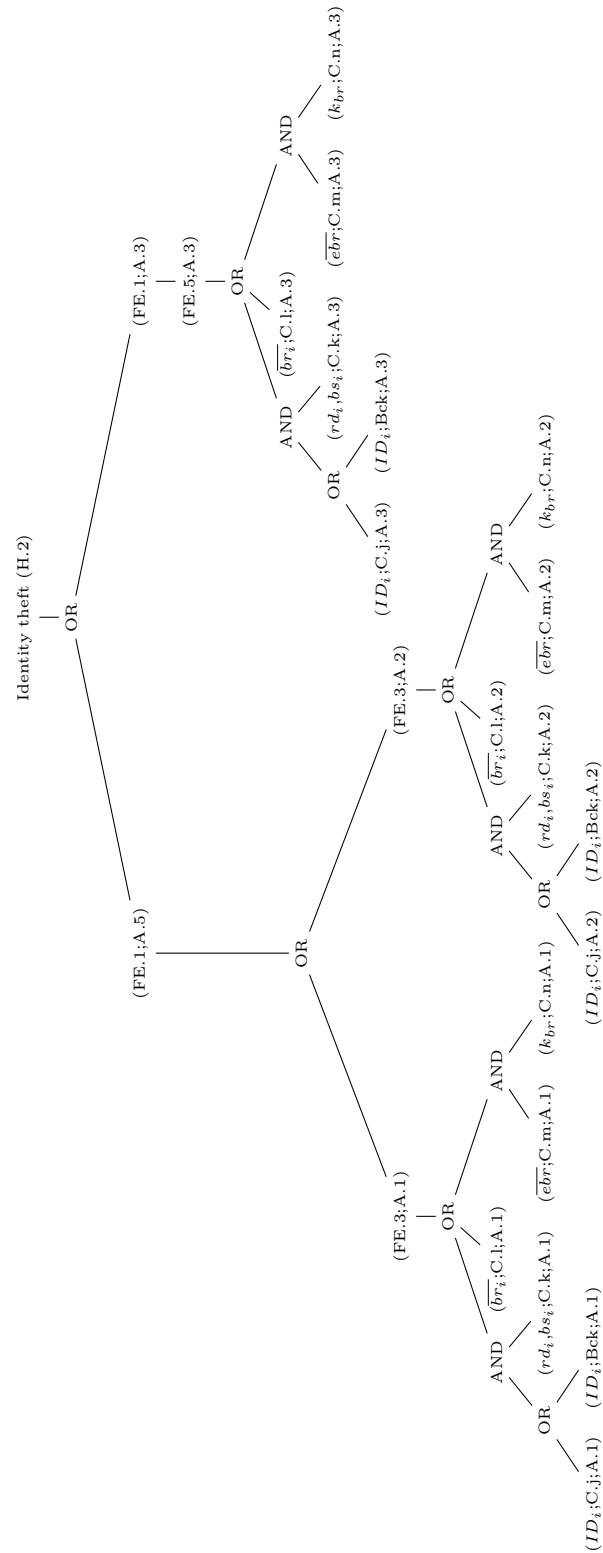 Identity theft (H.2)
OR
(FE.1;A.5)
(FE.1;A.3)
(FE.5;A.3)
OR
OR
AND
($\overline{br_i}$;C.l;A.3)
AND
OR
($rd_i$,$bs_i$;C.k;A.3)
($\overline{ebr}$;C.m;A.3)
($k_{br}$;C.n;A.3)
($ID_i$;C.j;A.3)
($ID_i$;Bck;A.3)
(FE.3;A.1)
(FE.3;A.2)
OR
OR
AND
($\overline{br_i}$;C.l;A.1)
AND
AND
($\overline{br_i}$;C.l;A.2)
AND
OR
($rd_i$,$bs_i$;C.k;A.1)
($\overline{ebr}$;C.m;A.1)
($k_{br}$;C.n;A.1)
OR
($rd_i$,$bs_i$;C.k;A.2)
($\overline{ebr}$;C.m;A.2)
($k_{br}$;C.n;A.2)
($ID_i$;C.j;A.1)
($ID_i$;Bck;A.1)
($ID_i$;C.j;A.2)
($ID_i$;Bck;A.2)